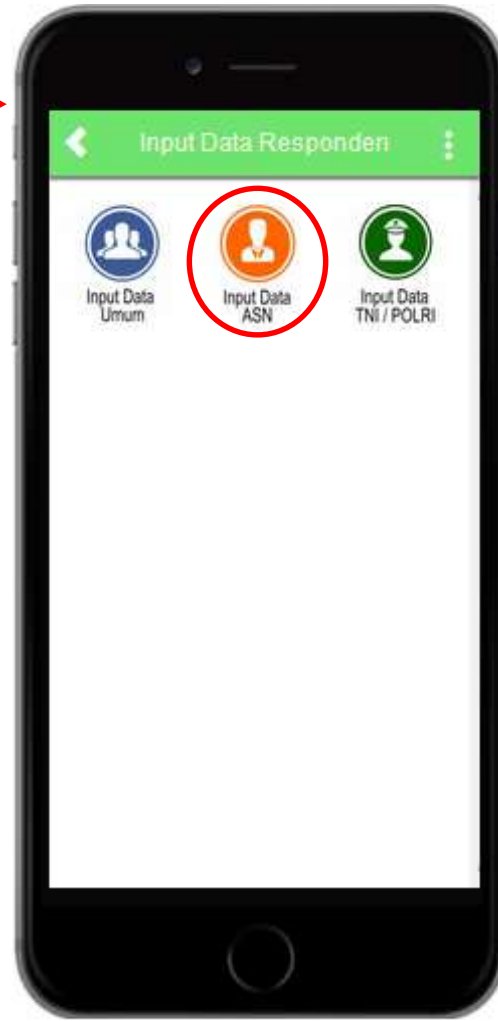 Input Data Responden
Input Data
Umum
Input Data
ASN
Input Data
TNI / POLRI